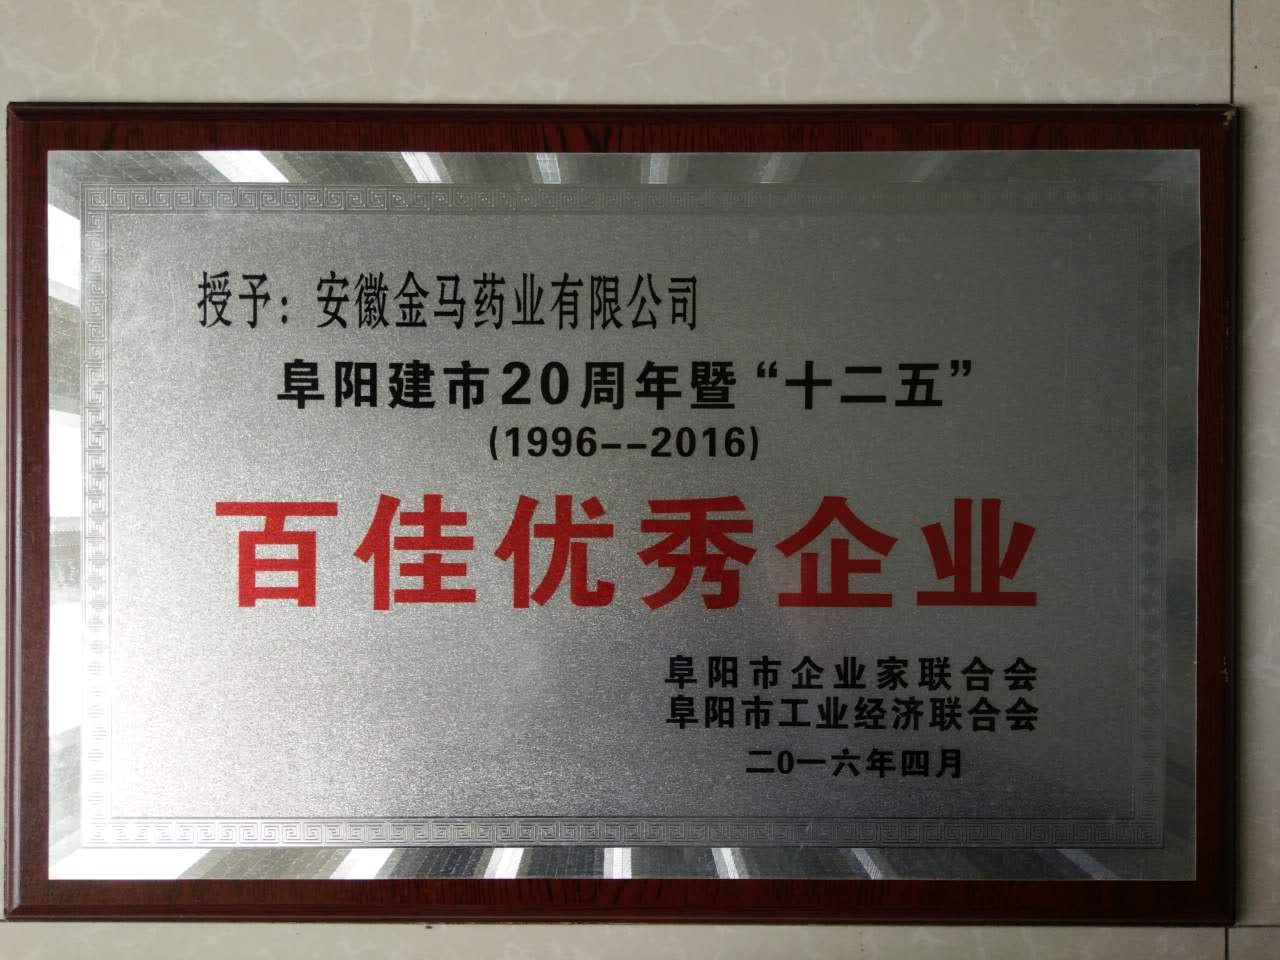 授予：安徽金马药业有限公司
阜阳建市20周年暨“十二五”
(1996--2016)
百佳优秀企业
阜阳市企业家联合会
阜阳市工业经济联合会
二0一六年四月